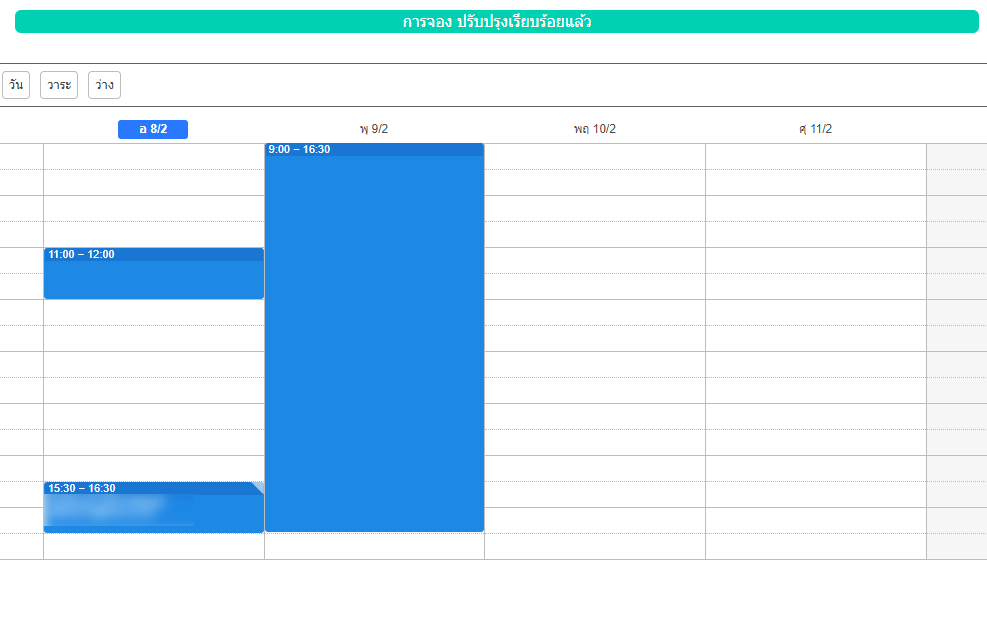 การจอง ปรับปรุงเรียบร้อยแล้ว
วัน วาระ ว่าง
อ 8/2 พุ 9/2 พฤ 10/2 ศุ 11/2
9:00 – 16:30
11:00 – 12:00
15:30 – 16:30